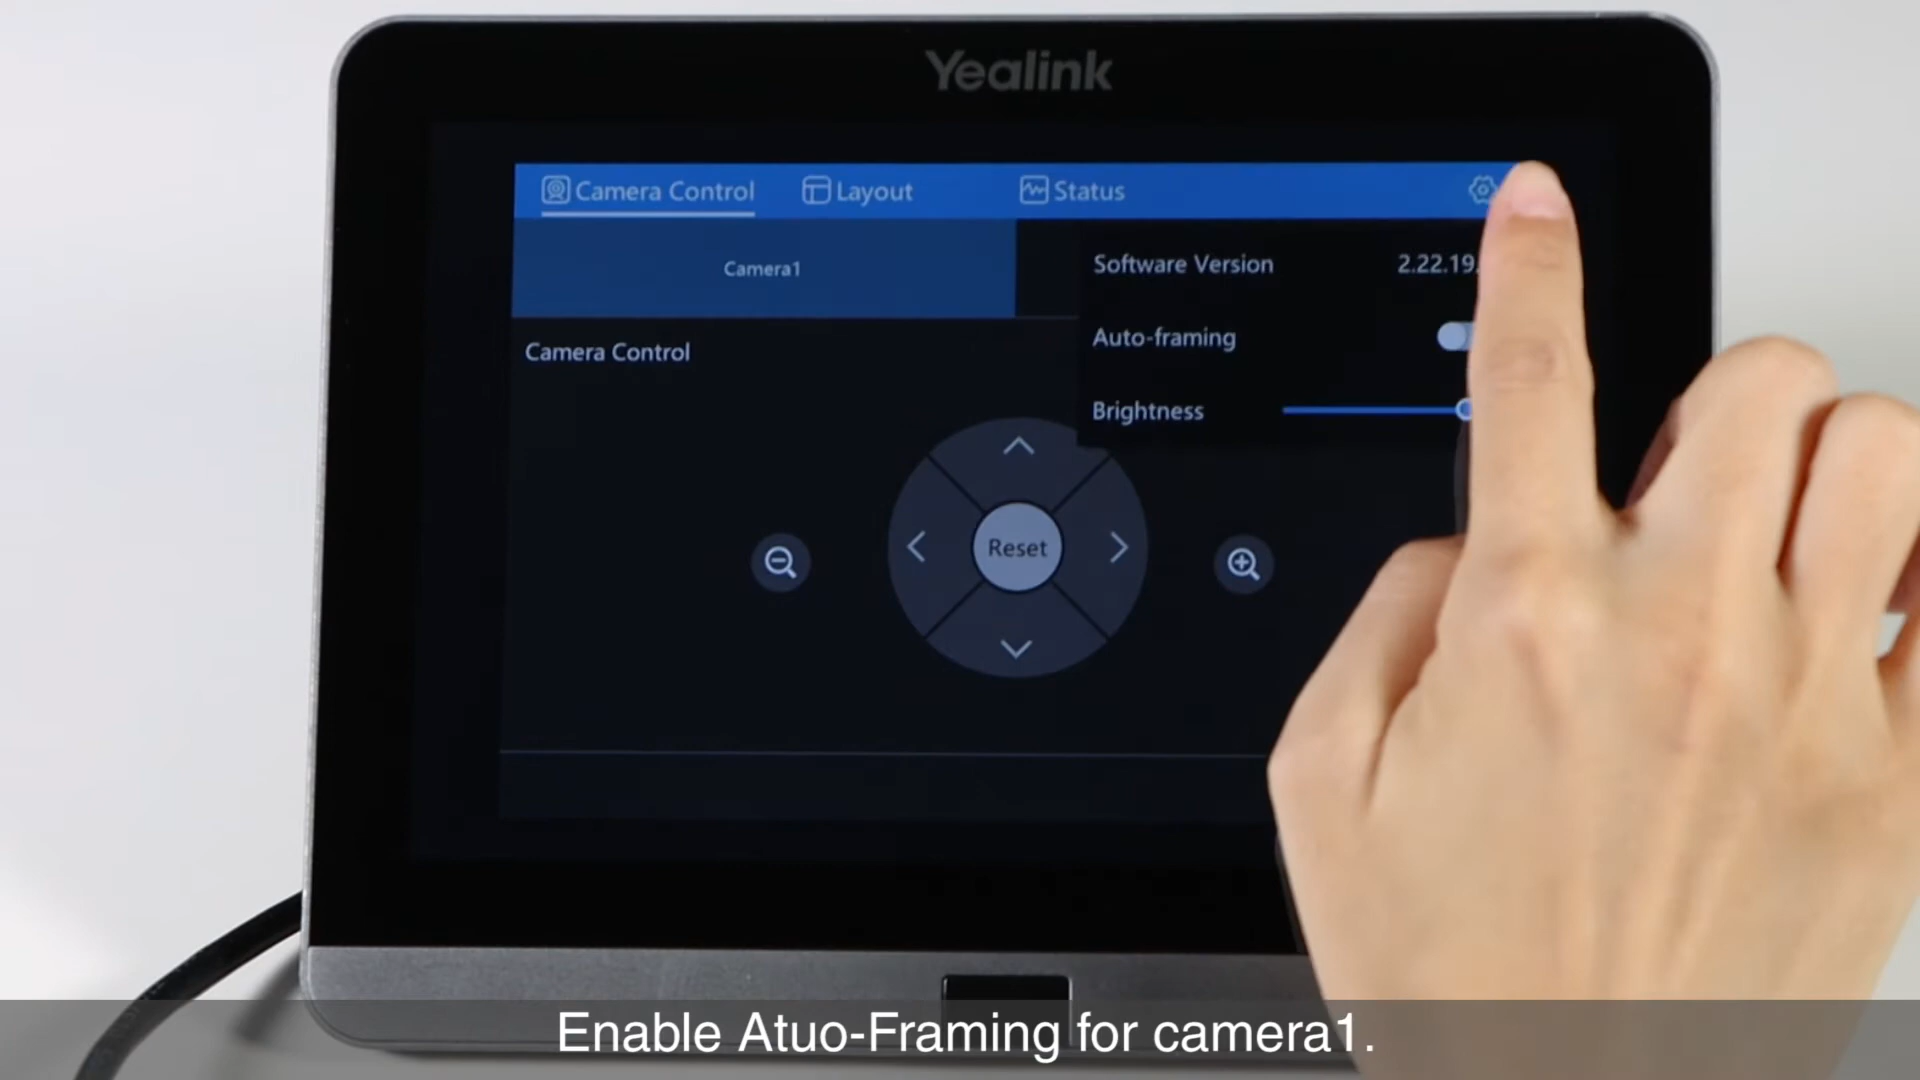 Yealink
Camera Control Layout Status
Camera1
Software Version 2.22.19.
Auto-framing
Camera Control
Brightness
Reset
Enable Atuo-Framing for camera1.